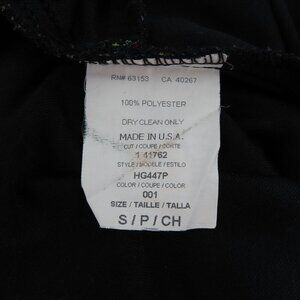 RN# 63153 CA 40267
100% POLYESTER
DRY CLEAN ONLY
MADE IN U.S.A.
CUT / COUPE / CORTE
1 41762
STYLE / MODELE / ESTILO
HG447P
COLOR / COUPE / COLOR
001
SIZE / TAILLE / TALLA
S / P / CH